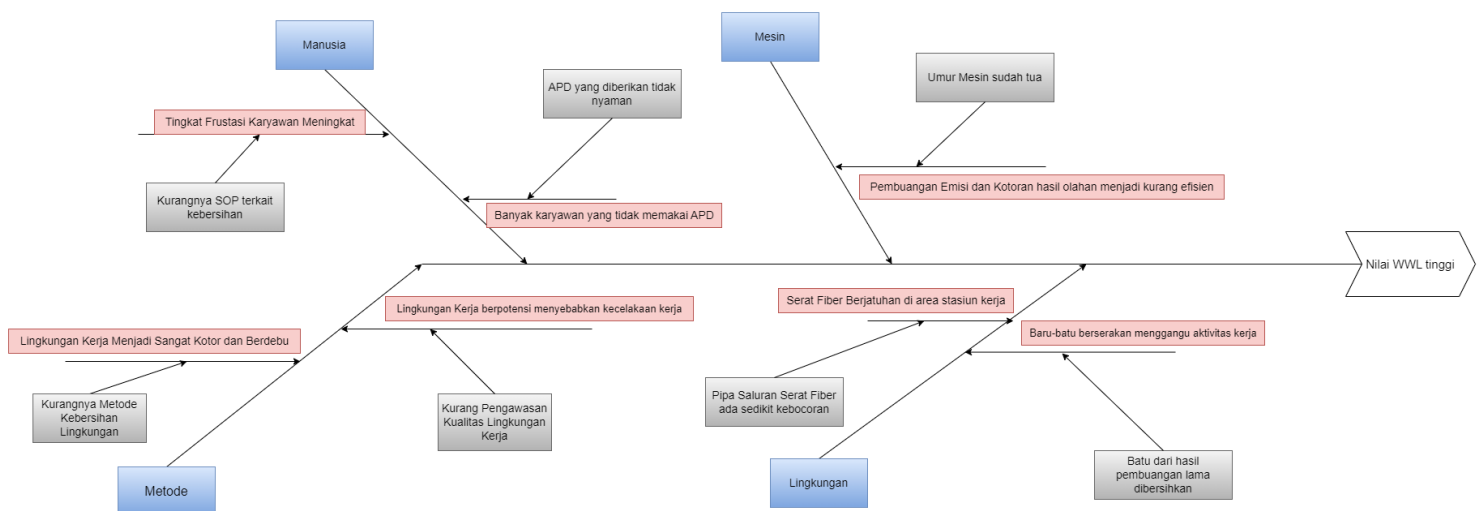 Manusia
Mesin
APD yang diberikan tidak
nyaman
Umur Mesin sudah tua
Tingkat Frustasi Karyawan Meningkat
Kurangnya SOP terkait
kebersihan
Banyak karyawan yang tidak memakai APD
Pembuangan Emisi dan Kotoran hasil olahan menjadi kurang efisien
Nilai WWL tinggi
Lingkungan Kerja berpotensi menyebabkan kecelakaan kerja
Serat Fiber Berjatuhan di area stasiun kerja
Lingkungan Kerja Menjadi Sangat Kotor dan Berdebu
Baru-batu berserakan menggangu aktivitas kerja
Kurangnya Metode
Kebersihan
Lingkungan
Kurang Pengawasan
Kualitas Lingkungan
Kerja
Pipa Saluran Serat Fiber
ada sedikit kebocoran
Batu dari hasil
pembuangan lama
dibersihkan
Metode
Lingkungan